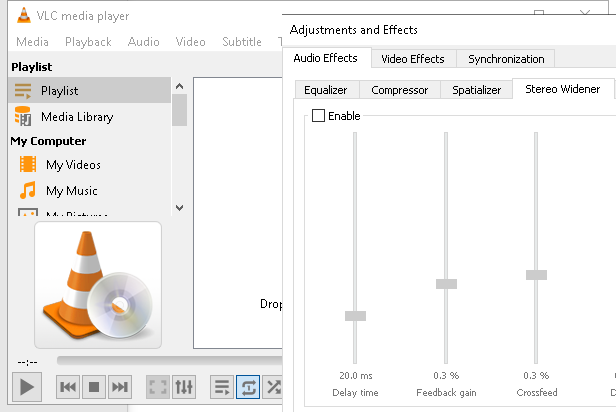 VLC media player
Media Playback Audio Video Subtitle
Playlist
Playlist
Media Library
My Computer
My Videos
My Music
My Pictures
Drop
--:--
Adjustments and Effects
Audio Effects Video Effects Synchronization
Equalizer Compressor Spatializer Stereo Widener
Enable
20.0 ms 0.3 % 0.3 %
Delay time Feedback gain Crossfeed